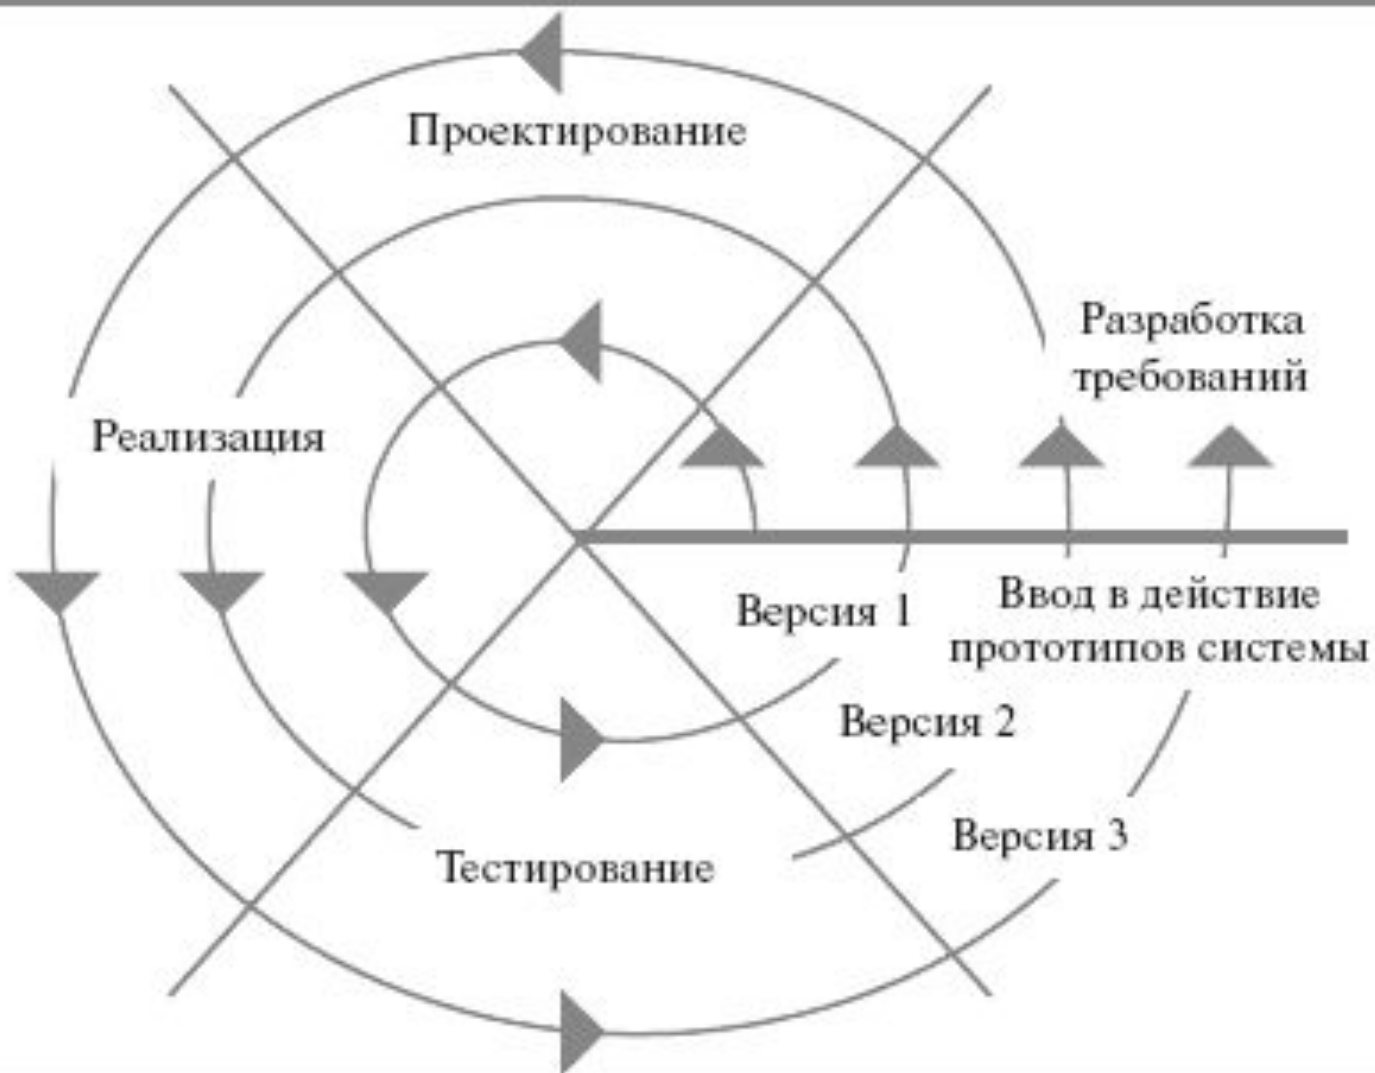 Проектирование
Разработка
требований
Реализация
Ввод в действие
прототипов системы
Версия 1
Версия 2
Версия 3
Тестирование